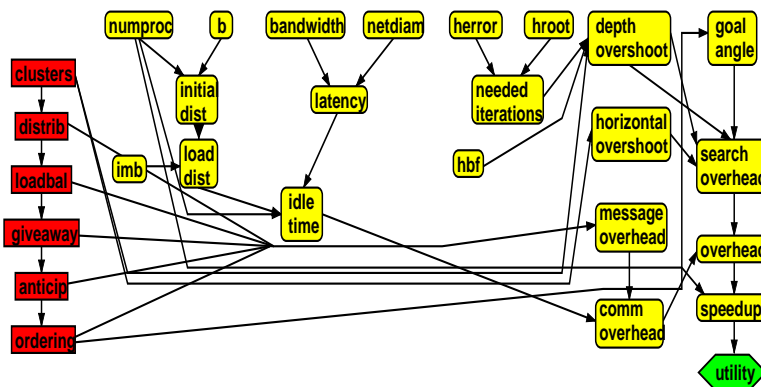 numproc
b
bandwidth
netdiam
herror
hroot
depth
overshoot
goal
angle
clusters
initial
dist
latency
needed
iterations
distrib
horizontal
overshoot
load
dist
imb
hbf
search
overhead
loadbal
idle
time
message
overhead
giveaway
overhead
anticip
comm
overhead
speedup
ordering
utility